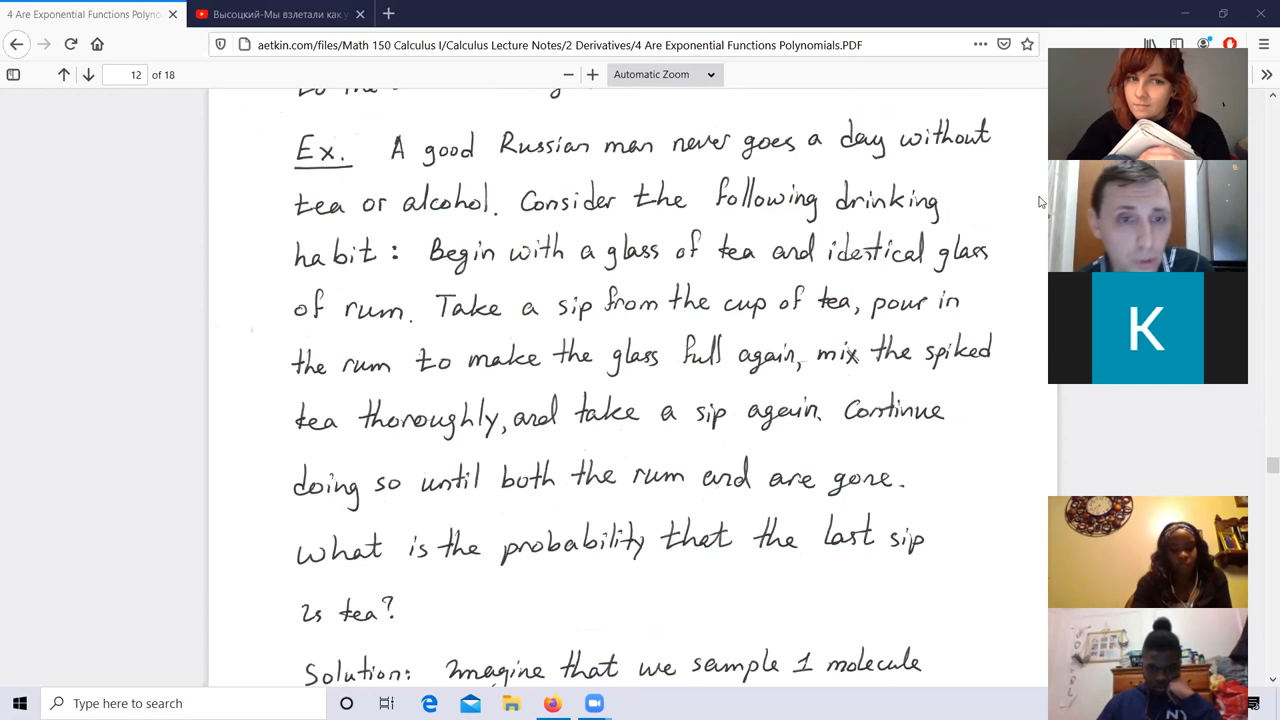 4 Are Exponential Functions Polyno
Высоцкий-Мы взлетали как у
aetkin.com/files/Math 150 Calculus I/Calculus Lecture Notes/2 Derivatives/4 Are Exponential Functions Polynomials.PDF
12 of 18
Automatic Zoom
Ex. A good Russian man never goes a day without
tea or alcohol. Consider the following drinking
habit: Begin with a glass of tea and identical glass
of rum. Take a sip from the cup of tea, pour in
the rum to make the glass full again, mix the spiked
tea thoroughly, and take a sip again. Continue
doing so until both the rum and are gone.
What is the probability that the last sip
is tea?
Solution: Imagine that we sample 1 molecule
K
Type here to search